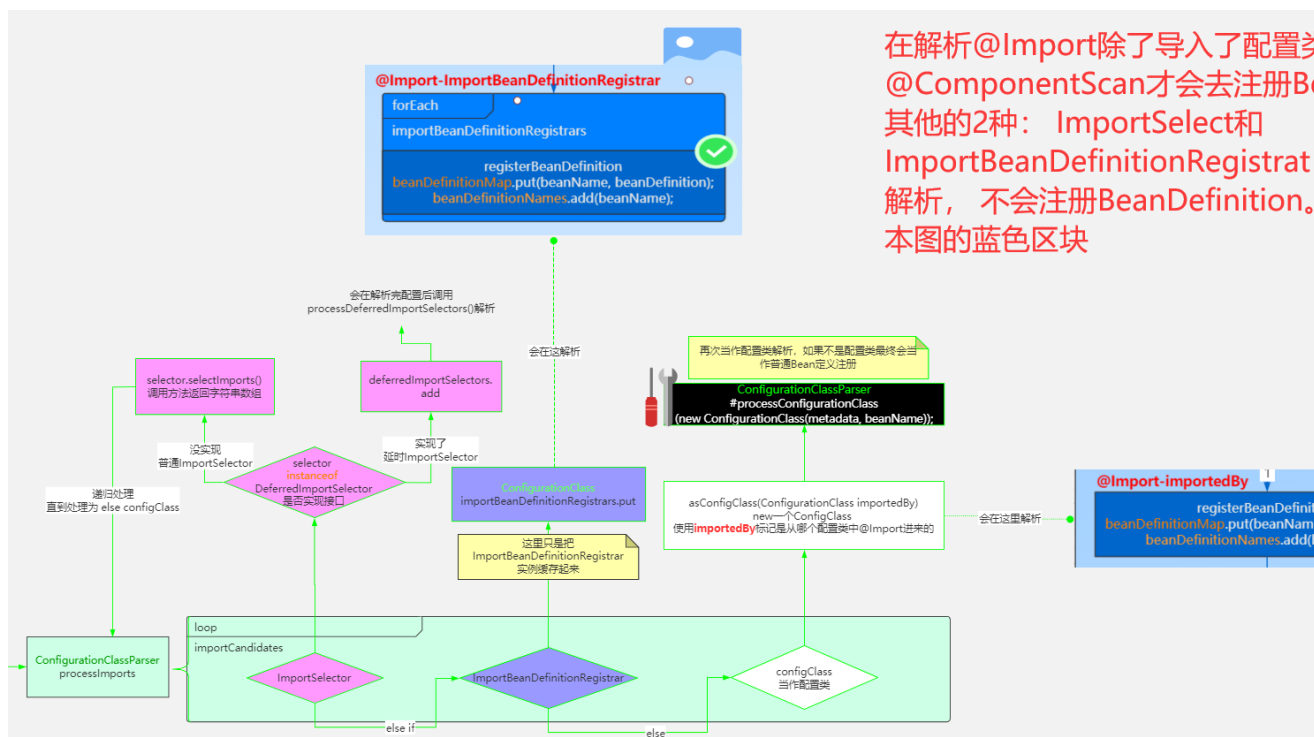 在解析@Import除了导入了配置类
@ComponentScan才会去注册Be
其他的2种： ImportSelect和
ImportBeanDefinitionRegistrat
解析， 不会注册BeanDefinition。
本图的蓝色区块
@Import-ImportBeanDefinitionRegistrar
forEach
importBeanDefinitionRegistrars
registerBeanDefinition
beanDefinitionMap.put(beanName, beanDefinition);
beanDefinitionNames.add(beanName);
会在解析完配置后调用
processDeferredImportSelectors()解析
会在这解析
再次当作配置类解析，如果不是配置类最终会当
作普通Bean定义注册
selector.selectImports()
调用方法返回字符串数组
deferredImportSelectors.
add
ConfigurationClassParser
#processConfigurationClass
(new ConfigurationClass(metadata, beanName));
没实现
普通ImportSelector
实现了
延时ImportSelector
selector
instanceof
DeferredImportSelector
是否实现接口
递归处理
直到处理为 else configClass
ConfigurationClass
importBeanDefinitionRegistrars.put
asConfigClass(ConfigurationClass importedBy)
new一个ConfigClass
使用importedBy标记是从哪个配置类中@Import进来的
会在这里解析
@Import-importedBy
1
registerBeanDefinit
beanDefinitionMap.put(beanNam
beanDefinitionNames.add(l
这里只是把
ImportBeanDefinitionRegistrar
实例缓存起来
loop
importCandidates
ConfigurationClassParser
processImports
ImportSelector
ImportBeanDefinitionRegistrar
configClass
当作配置类
else if
else